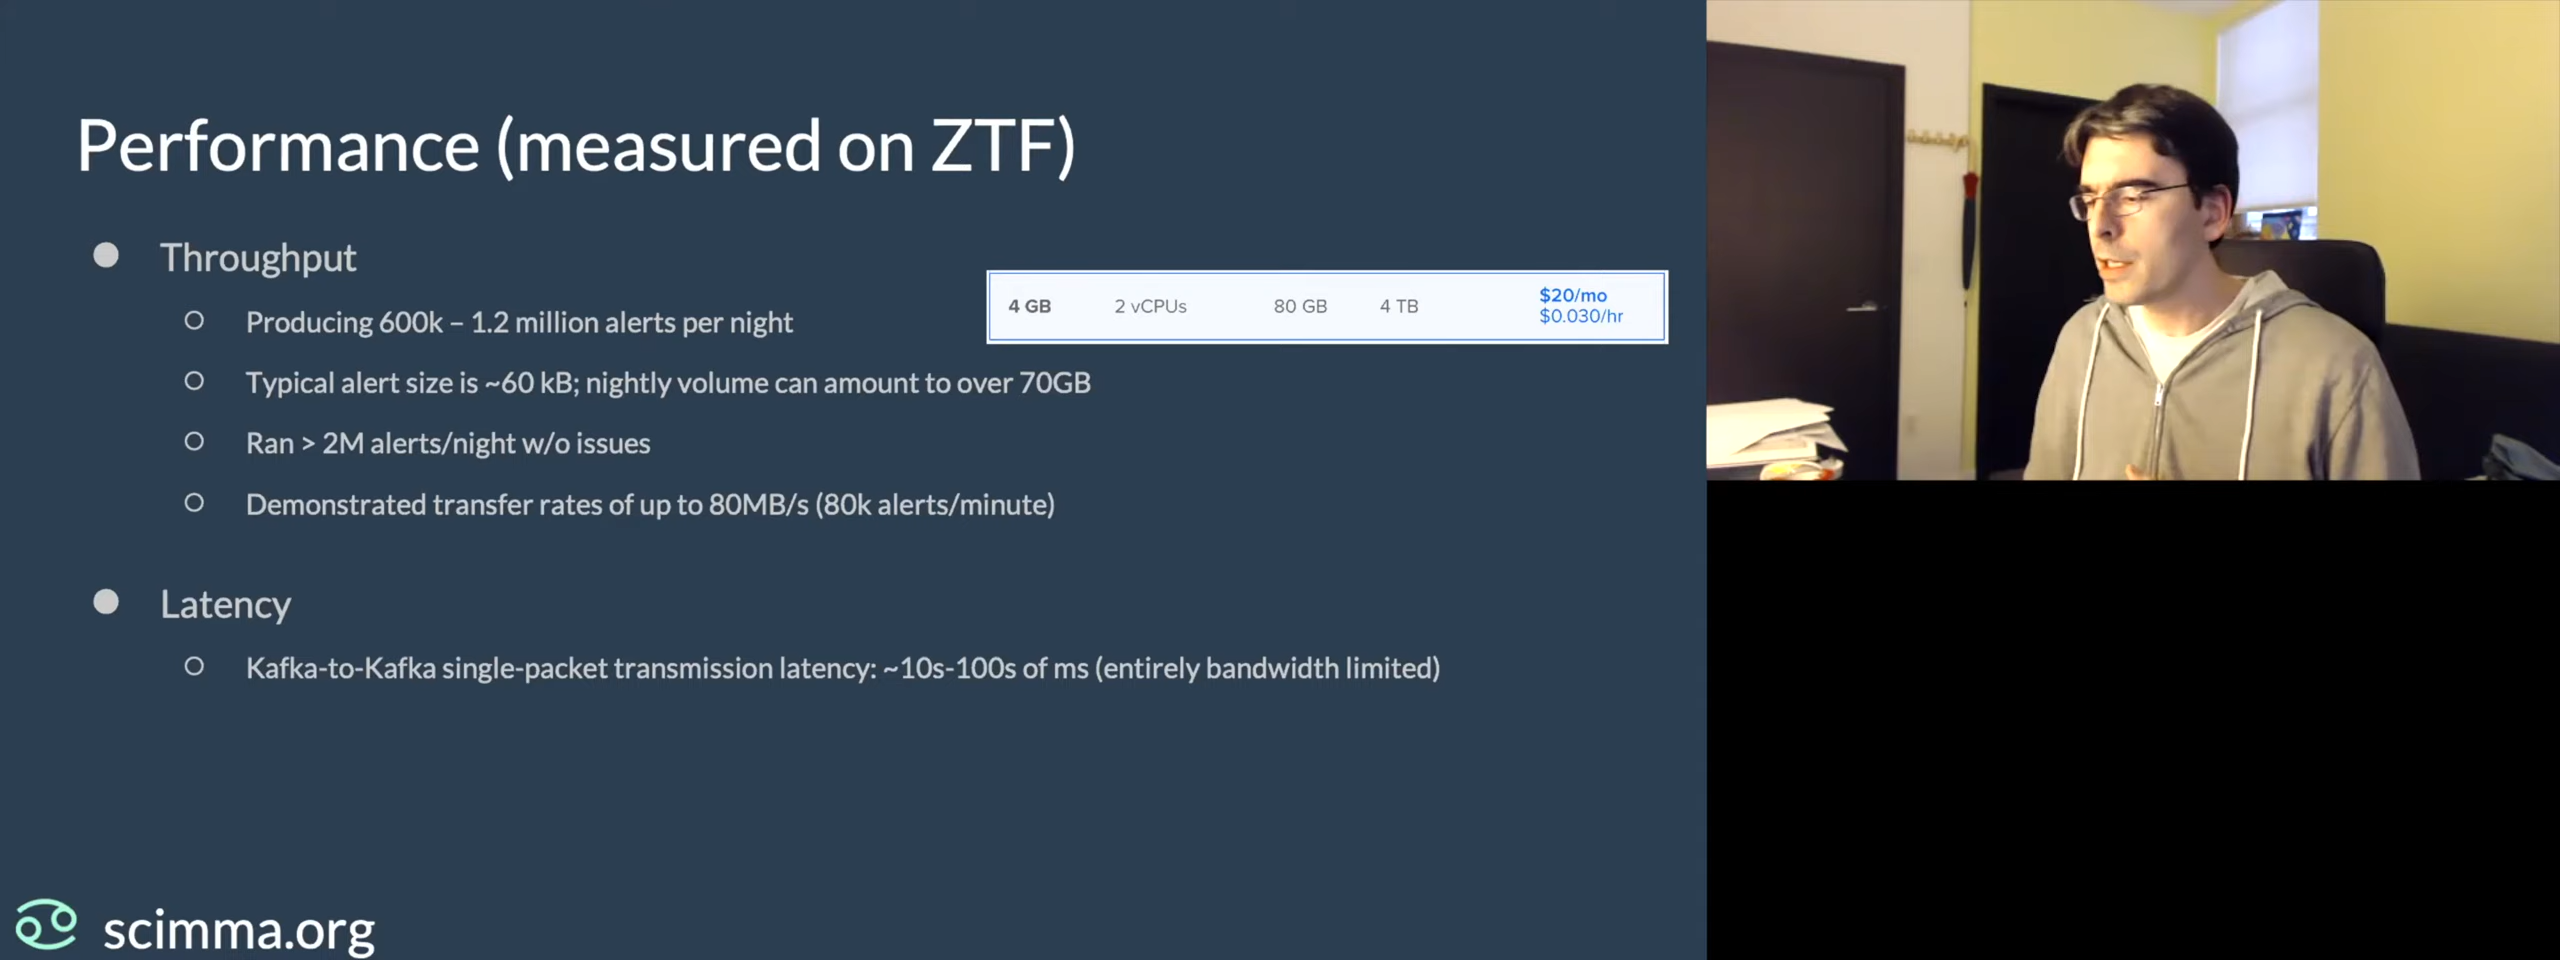 Performance (measured on ZTF)
Throughput
Producing 600k – 1.2 million alerts per night
4 GB 2 vCPUs 80 GB 4 TB $20/mo
$0.030/hr
Typical alert size is ~60 kB; nightly volume can amount to over 70GB
Ran > 2M alerts/night w/o issues
Demonstrated transfer rates of up to 80MB/s (80k alerts/minute)
Latency
Kafka-to-Kafka single-packet transmission latency: ~10s-100s of ms (entirely bandwidth limited)
scimma.org